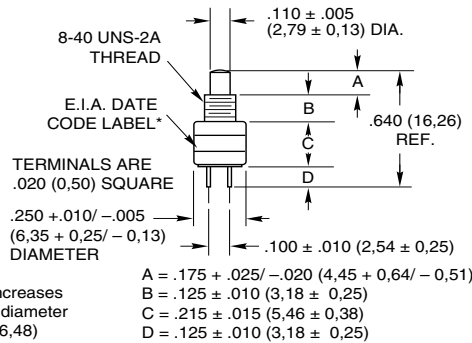 .110 ± .005
(2,79 ± 0,13) DIA.
8-40 UNS-2A
THREAD
A
E.I.A. DATE
CODE LABEL*
B
.640 (16,26)
REF.
C
TERMINALS ARE
.020 (0,50) SQUARE
D
.250 +.010/ −.005
(6,35 + 0,25/ − 0,13)
DIAMETER
.100 ± .010 (2,54 ± 0,25)
A = .175 + .025/ −.020 (4,45 + 0,64/ − 0,51)
ncreases
B = .125 ± .010 (3,18 ± 0,25)
diameter
C = .215 ± .015 (5,46 ± 0,38)
6,48)
D = .125 ± .010 (3,18 ± 0,25)